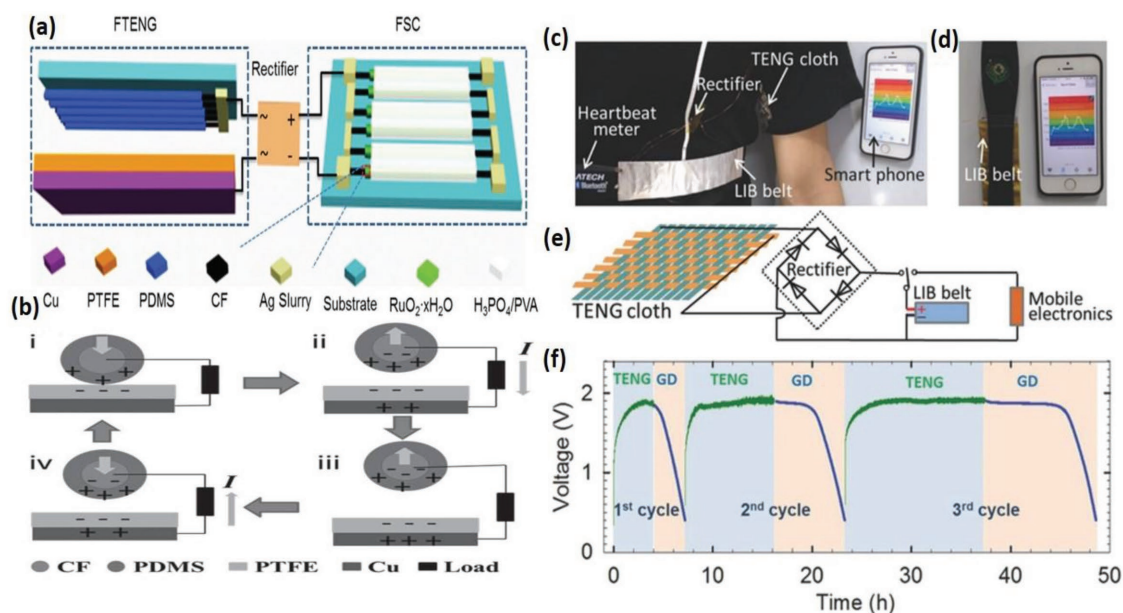 (a)
FTENG
Rectifier
FSC
~
+
~
-
Cu
PTFE
PDMS
CF
Ag Slurry
Substrate
RuO₂·xH₂O
H₃PO₄/PVA
(b)
i
- - -
+ + +
- - -
ii
I
- -
+ + +
- - -
+ +
iv
I
- -
+ + +
- - -
+ +
iii
- - -
+ + +
- - -
+ + +
CF
PDMS
PTFE
Cu
Load
(c)
TENG cloth
Rectifier
Heartbeat
meter
ATECH
Bluetooth
LIB belt
Smart phone
(d)
LIB belt
(e)
Rectifier
TENG cloth
LIB belt
+
-
Mobile
electronics
(f)
TENG
GD
TENG
GD
TENG
GD
2
1
0
Voltage (V)
1st cycle
2nd cycle
3rd cycle
0
10
20
30
40
50
Time (h)